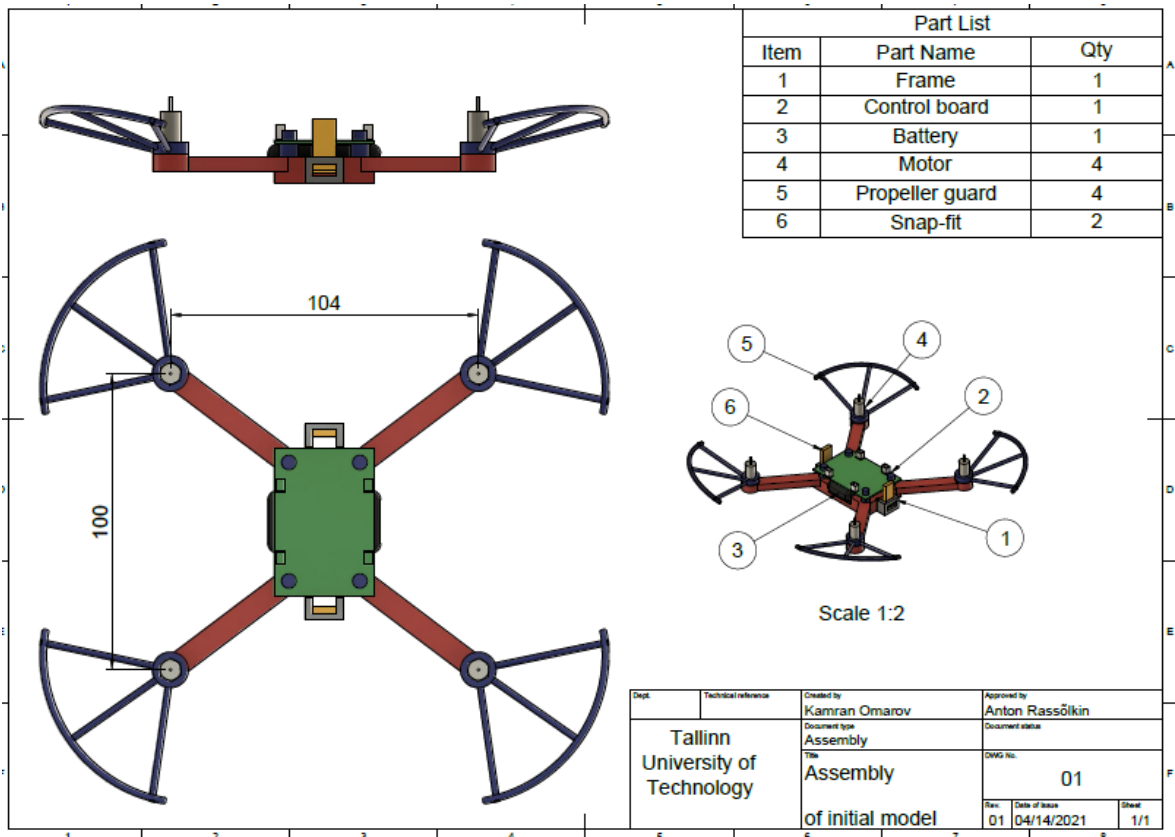 Part List
Item Part Name Qty
1 Frame 1
2 Control board 1
3 Battery 1
4 Motor 4
5 Propeller guard 4
6 Snap-fit 2
104
100
5
4
6
2
3
1
Scale 1:2
Dept.
Technical reference
Created by
Kamran Omarov
Approved by
Anton Rassõlkin
Tallinn
University of
Technology
Document type
Assembly
Document status
Title
Assembly
of initial model
DWG No.
01
Rev.
01
Date of issue
04/14/2021
Sheet
1/1
A
B
C
D
E
F